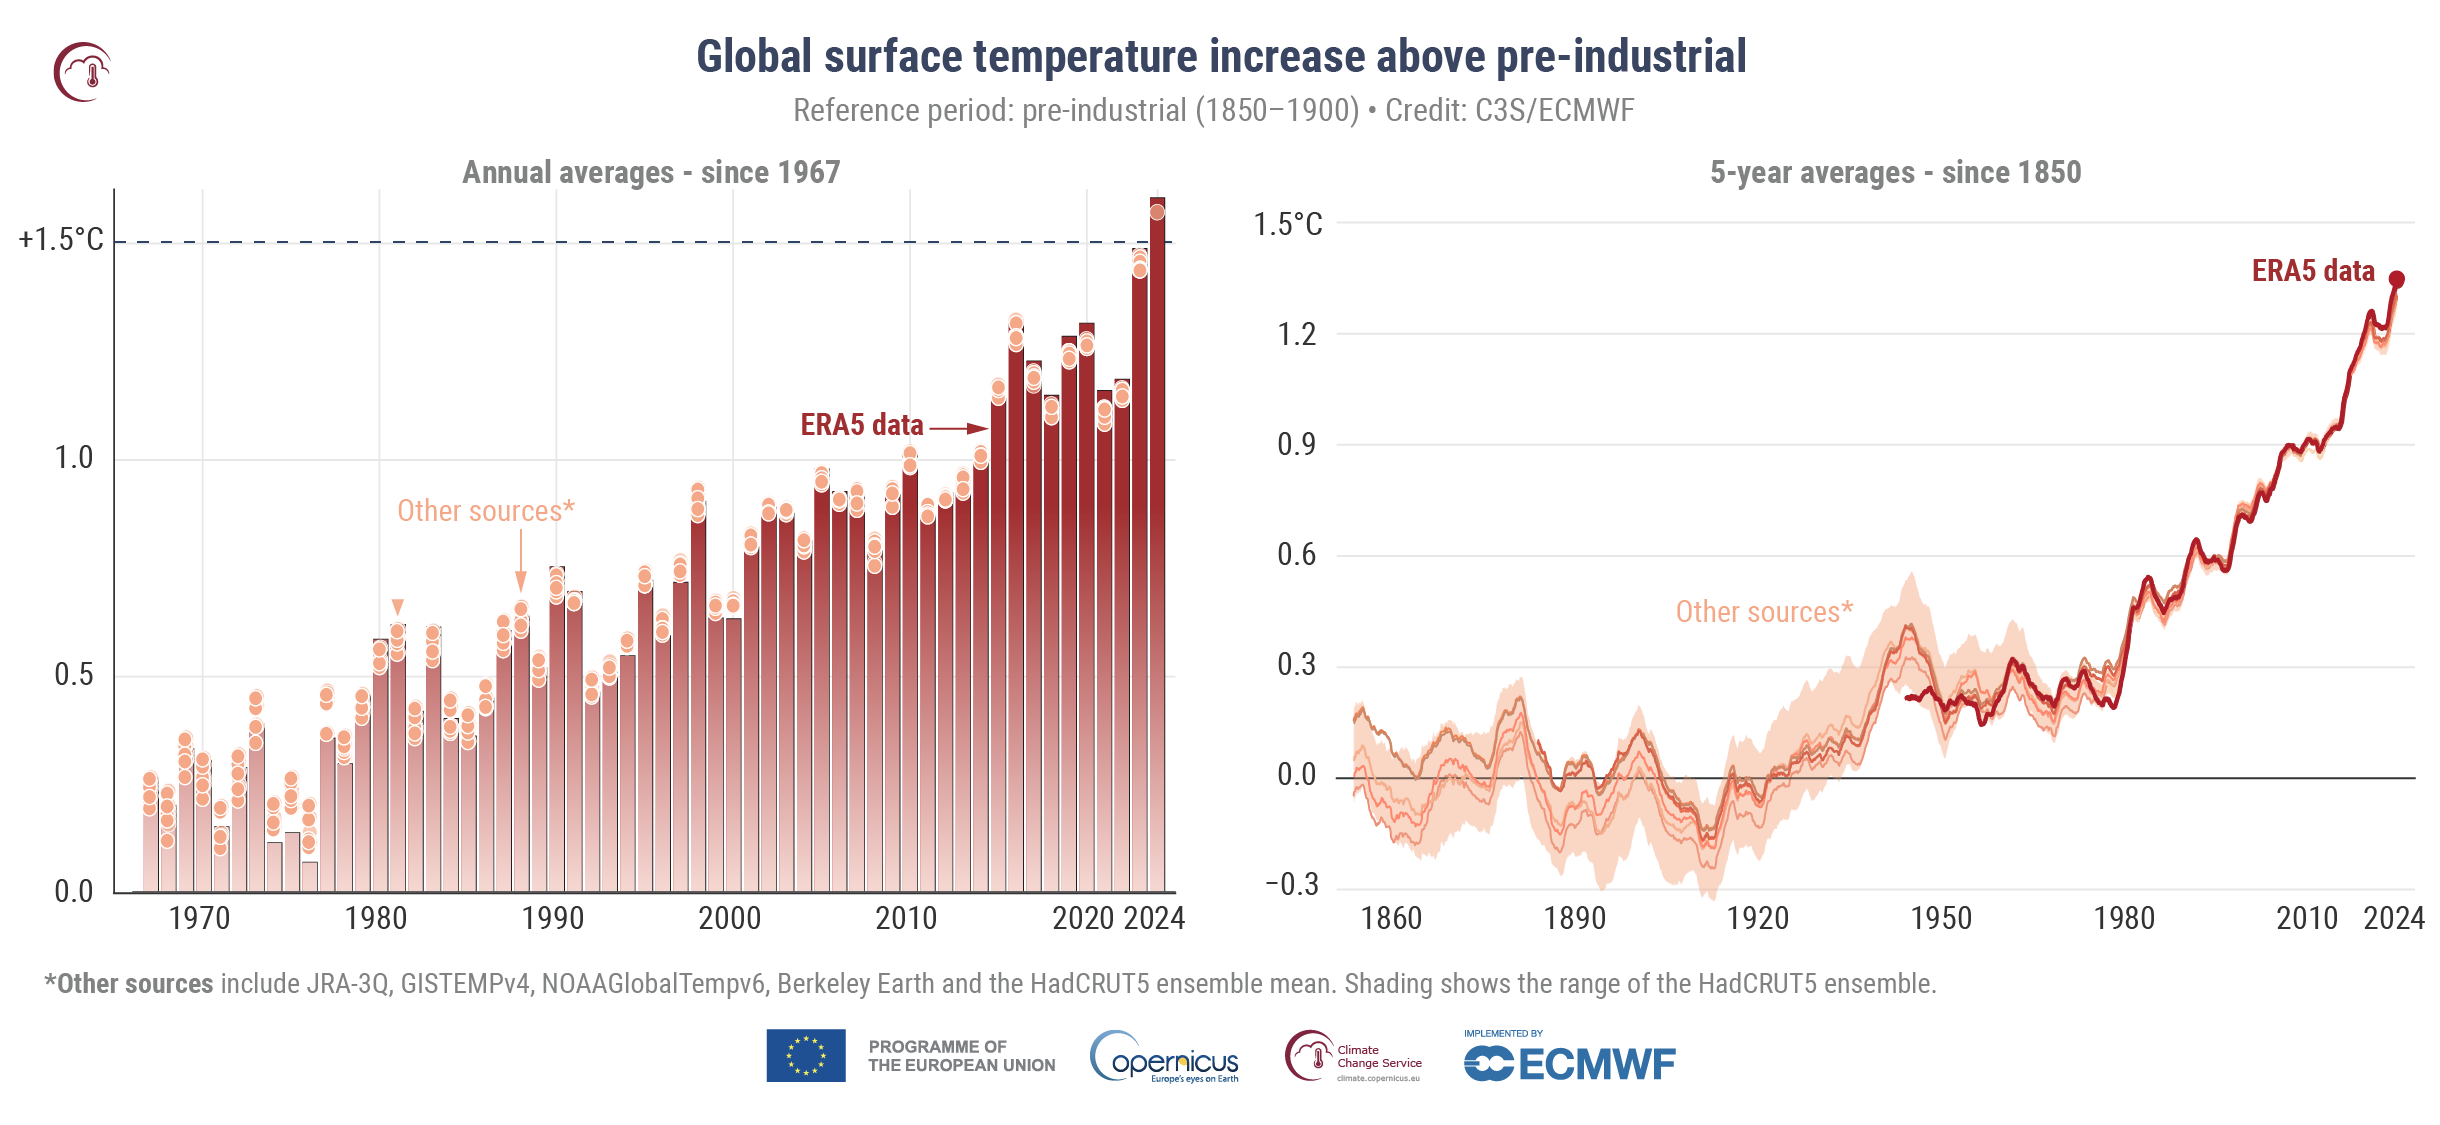 Global surface temperature increase above pre-industrial
Reference period: pre-industrial (1850–1900) • Credit: C3S/ECMWF
Annual averages - since 1967
+1.5°C
1.0
0.5
0.0
ERA5 data
Other sources*
1970 1980 1990 2000 2010 2020 2024
5-year averages - since 1850
1.5°C
1.2
0.9
0.6
0.3
0.0
−0.3
ERA5 data
Other sources*
1860 1890 1920 1950 1980 2010 2024
*Other sources include JRA-3Q, GISTEMPv4, NOAAGlobalTempv6, Berkeley Earth and the HadCRUT5 ensemble mean. Shading shows the range of the HadCRUT5 ensemble.
PROGRAMME OF
THE EUROPEAN UNION
opernicus
Europe's eyes on Earth
Climate
Change Service
climate.copernicus.eu
IMPLEMENTED BY
ECMWF